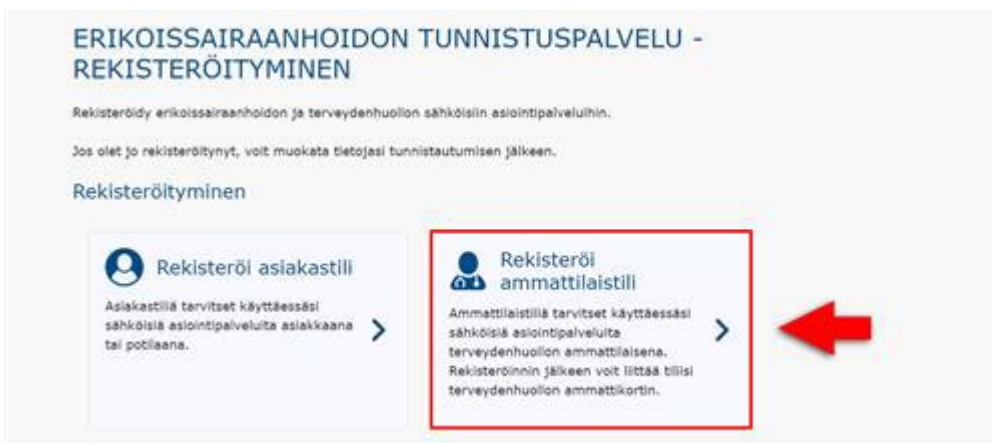 ERIKOISSAIRAANHOIDON TUNNISTUSPALVELU -
REKISTERÖITYMINEN
Rekisteröidy erikoissairaanhoidon ja terveydenhuollon sähköisiin asiointipalveluihin.
Jos olet jo rekisteröitynyt, voit muokata tietojasi tunnistautumisen jälkeen.
Rekisteröityminen
Rekisteröi asiakastili
Asiakastiliä tarvitset käyttäessäsi
sähköisiä asiointipalveluita asiakkaana
tai potilaana.
Rekisteröi
ammattilaistili
Ammattilaistiliä tarvitset käyttäessäsi
sähköisiä asiointipalveluita
terveydenhuollon ammattilaisena.
Rekisteröinnin jälkeen voit liittää tiliisi
terveydenhuollon ammattikortin.